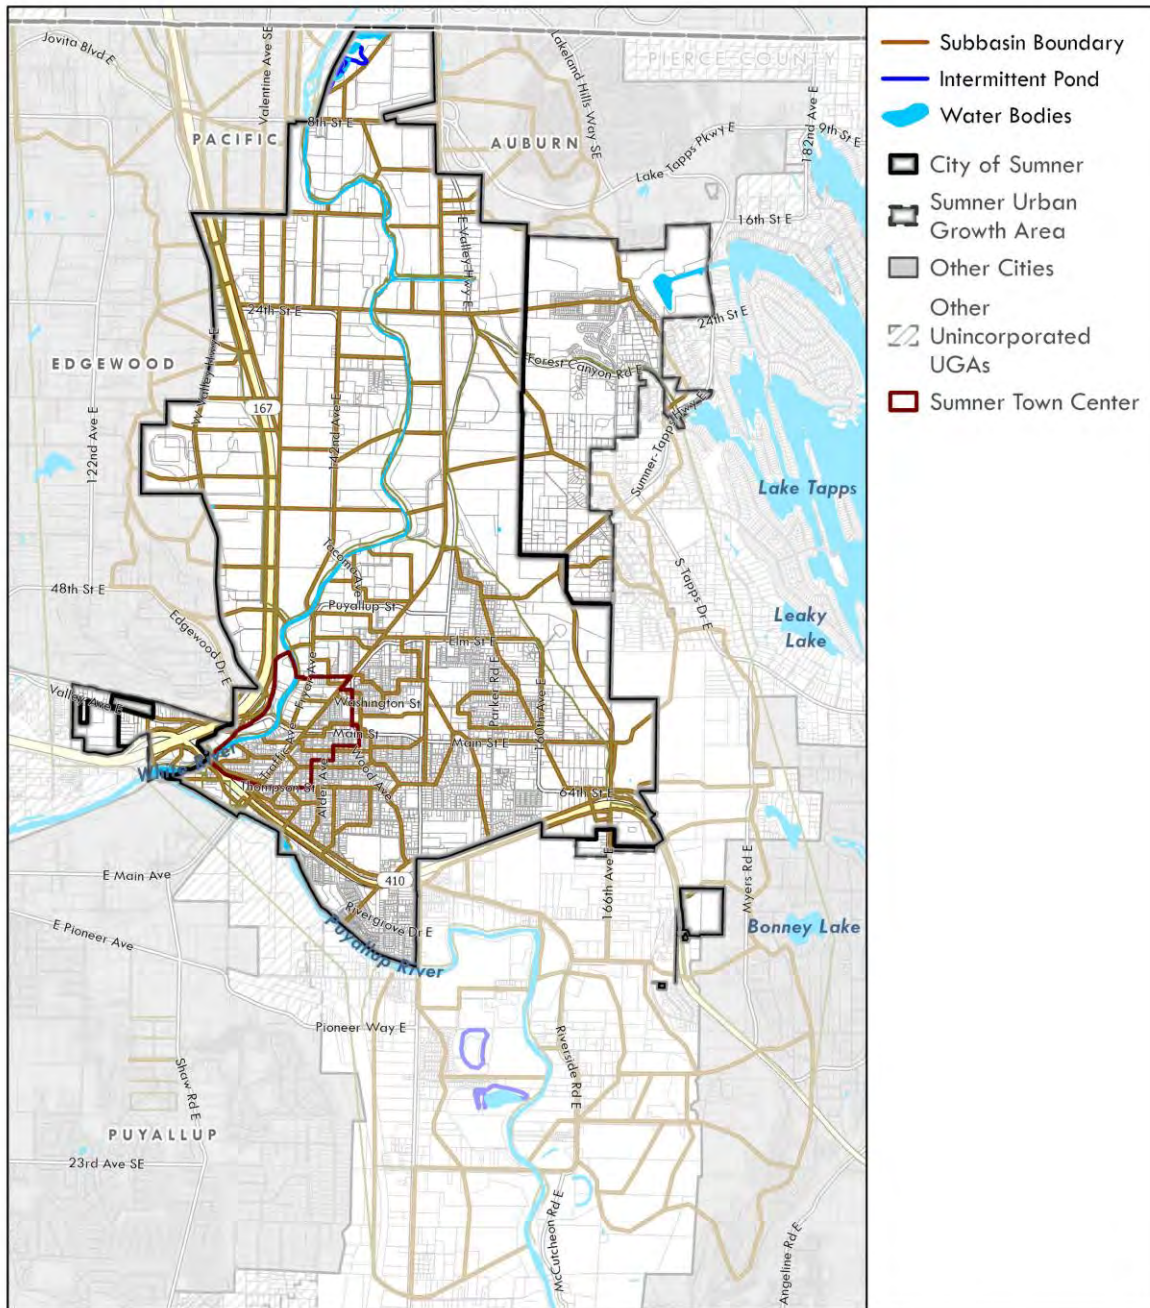 Jovita Blvd E
Valentine Ave SE
Lakeland Hills Way SE
PIERCE COUNTY
182nd Ave E
9th St E
8th St E
PACIFIC
AUBURN
Lake Tapps Pkwy E
16th St E
E Valley Hwy E
24th St E
24th St E
EDGEWOOD
W Valley Hwy E
Forest Canyon Rd E
167
122nd Ave E
142nd Ave E
Sumner-Tapps Hwy E
Lake Tapps
Tacoma Ave
S Tapps Dr E
48th St E
Puyallup St
Edgewood Dr E
Elm St E
Leaky
Lake
Fryar Ave
Parker Rd E
160th Ave E
Valley Ave E
Washington St
Main St
Main St E
Traffic Ave
Wood Ave
White River
Thompson St
Alder Ave
64th St E
E Main Ave
410
166th Ave E
Myers Rd E
Rivergrove Dr E
E Pioneer Ave
Puyallup River
Bonney Lake
Pioneer Way E
Riverside Rd E
Shaw Rd E
PUYALLUP
23rd Ave SE
McCutcheon Rd E
Angeline Rd E
Subbasin Boundary
Intermittent Pond
Water Bodies
City of Sumner
Sumner Urban
Growth Area
Other Cities
Other
Unincorporated
UGAs
Sumner Town Center